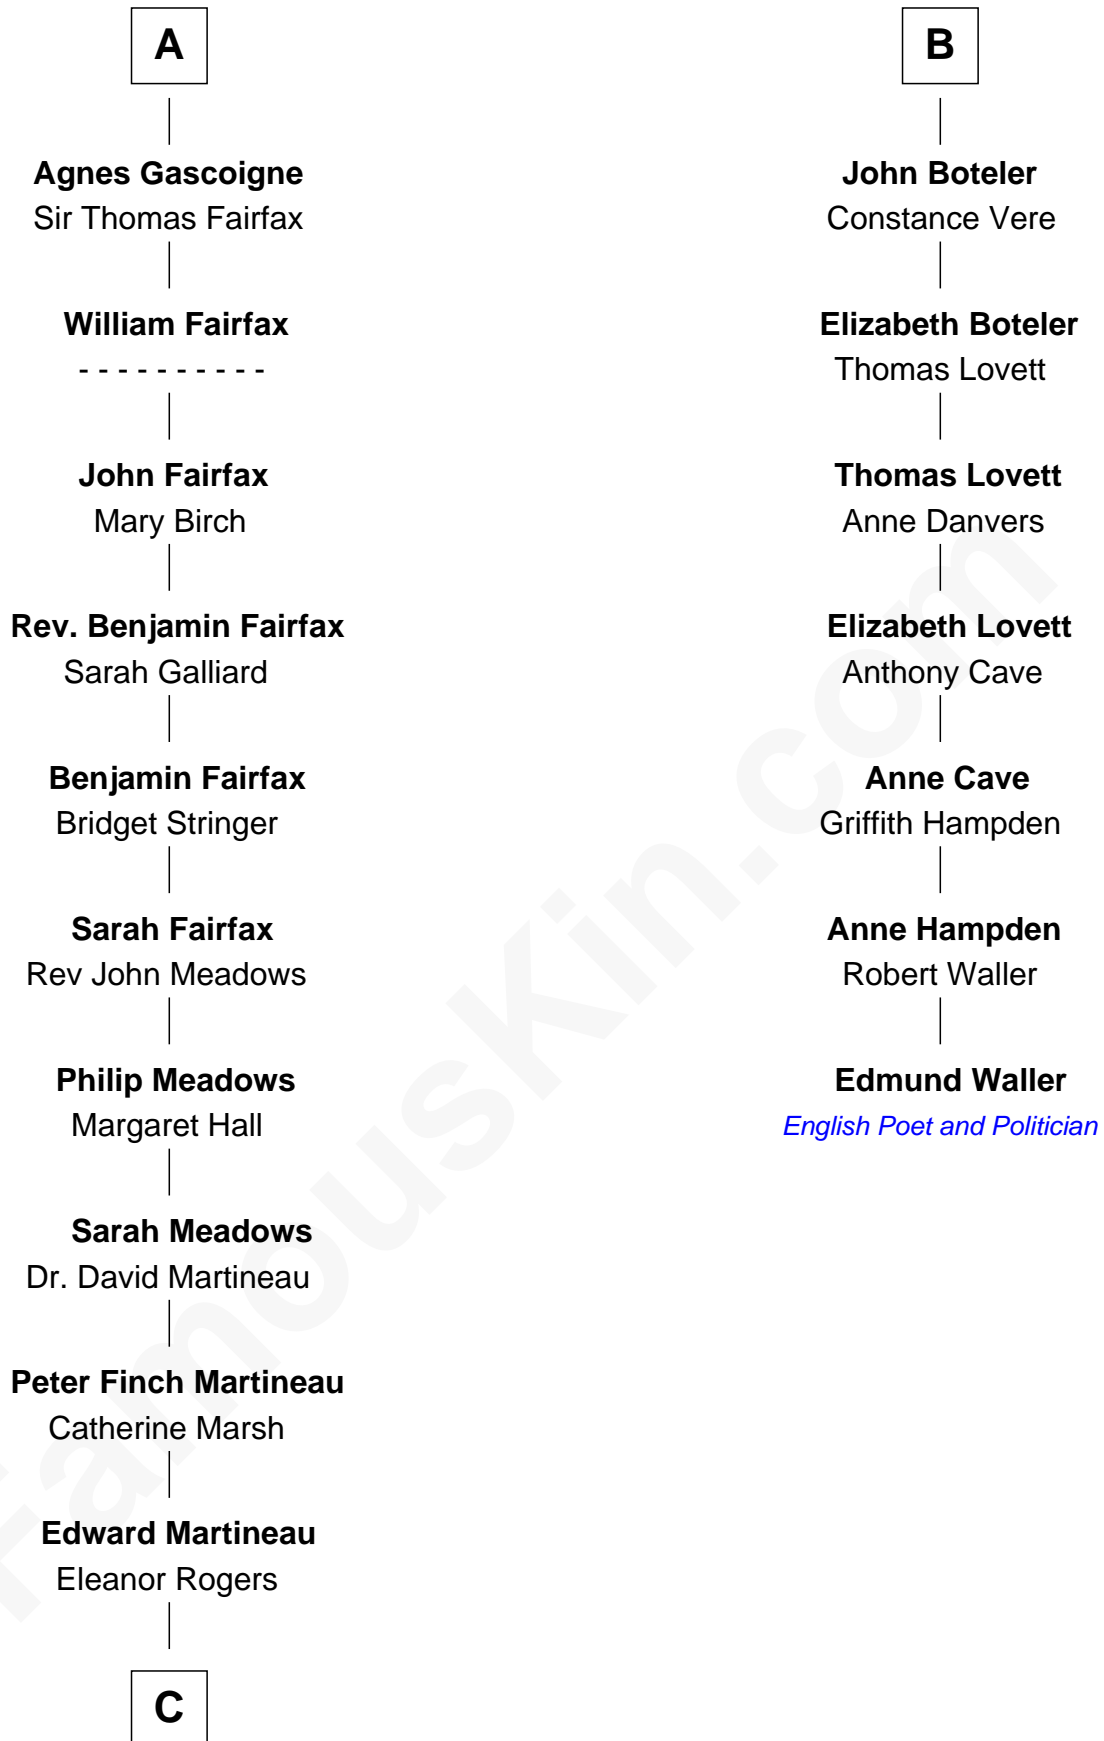 A
Agnes Gascoigne
Sir Thomas Fairfax
William Fairfax
- - - - - - - - - -
John Fairfax
Mary Birch
Rev. Benjamin Fairfax
Sarah Galliard
Benjamin Fairfax
Bridget Stringer
Sarah Fairfax
Rev John Meadows
Philip Meadows
Margaret Hall
Sarah Meadows
Dr. David Martineau
Peter Finch Martineau
Catherine Marsh
Edward Martineau
Eleanor Rogers
C
B
John Boteler
Constance Vere
Elizabeth Boteler
Thomas Lovett
Thomas Lovett
Anne Danvers
Elizabeth Lovett
Anthony Cave
Anne Cave
Griffith Hampden
Anne Hampden
Robert Waller
Edmund Waller
English Poet and Politician
FamousKin.com